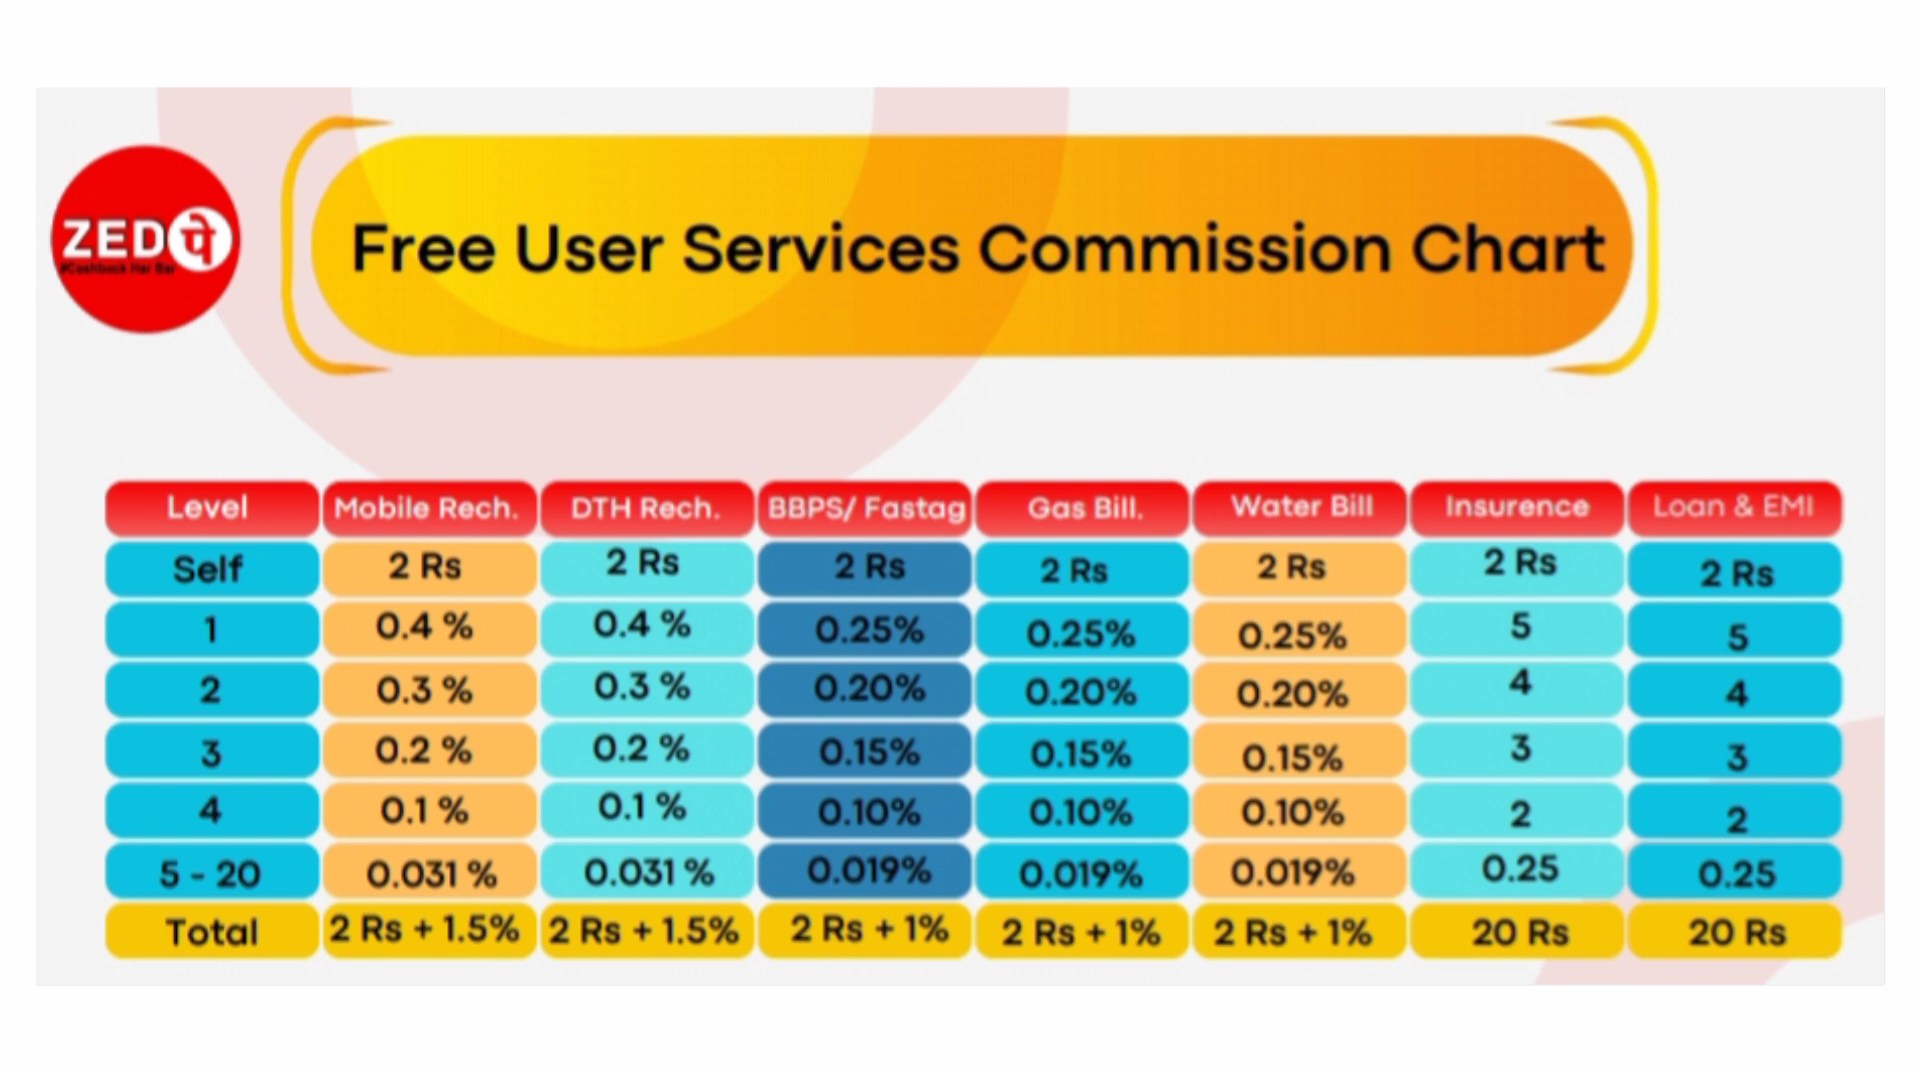 ZED पे
#Cashback Har Bar
Free User Services Commission Chart
Level Mobile Rech. DTH Rech. BBPS/ Fastag Gas Bill. Water Bill Insurence Loan & EMI
Self 2 Rs 2 Rs 2 Rs 2 Rs 2 Rs 2 Rs 2 Rs
1 0.4 % 0.4 % 0.25% 0.25% 0.25% 5 5
2 0.3 % 0.3 % 0.20% 0.20% 0.20% 4 4
3 0.2 % 0.2 % 0.15% 0.15% 0.15% 3 3
4 0.1 % 0.1 % 0.10% 0.10% 0.10% 2 2
5 - 20 0.031 % 0.031 % 0.019% 0.019% 0.019% 0.25 0.25
Total 2 Rs + 1.5% 2 Rs + 1.5% 2 Rs + 1% 2 Rs + 1% 2 Rs + 1% 20 Rs 20 Rs